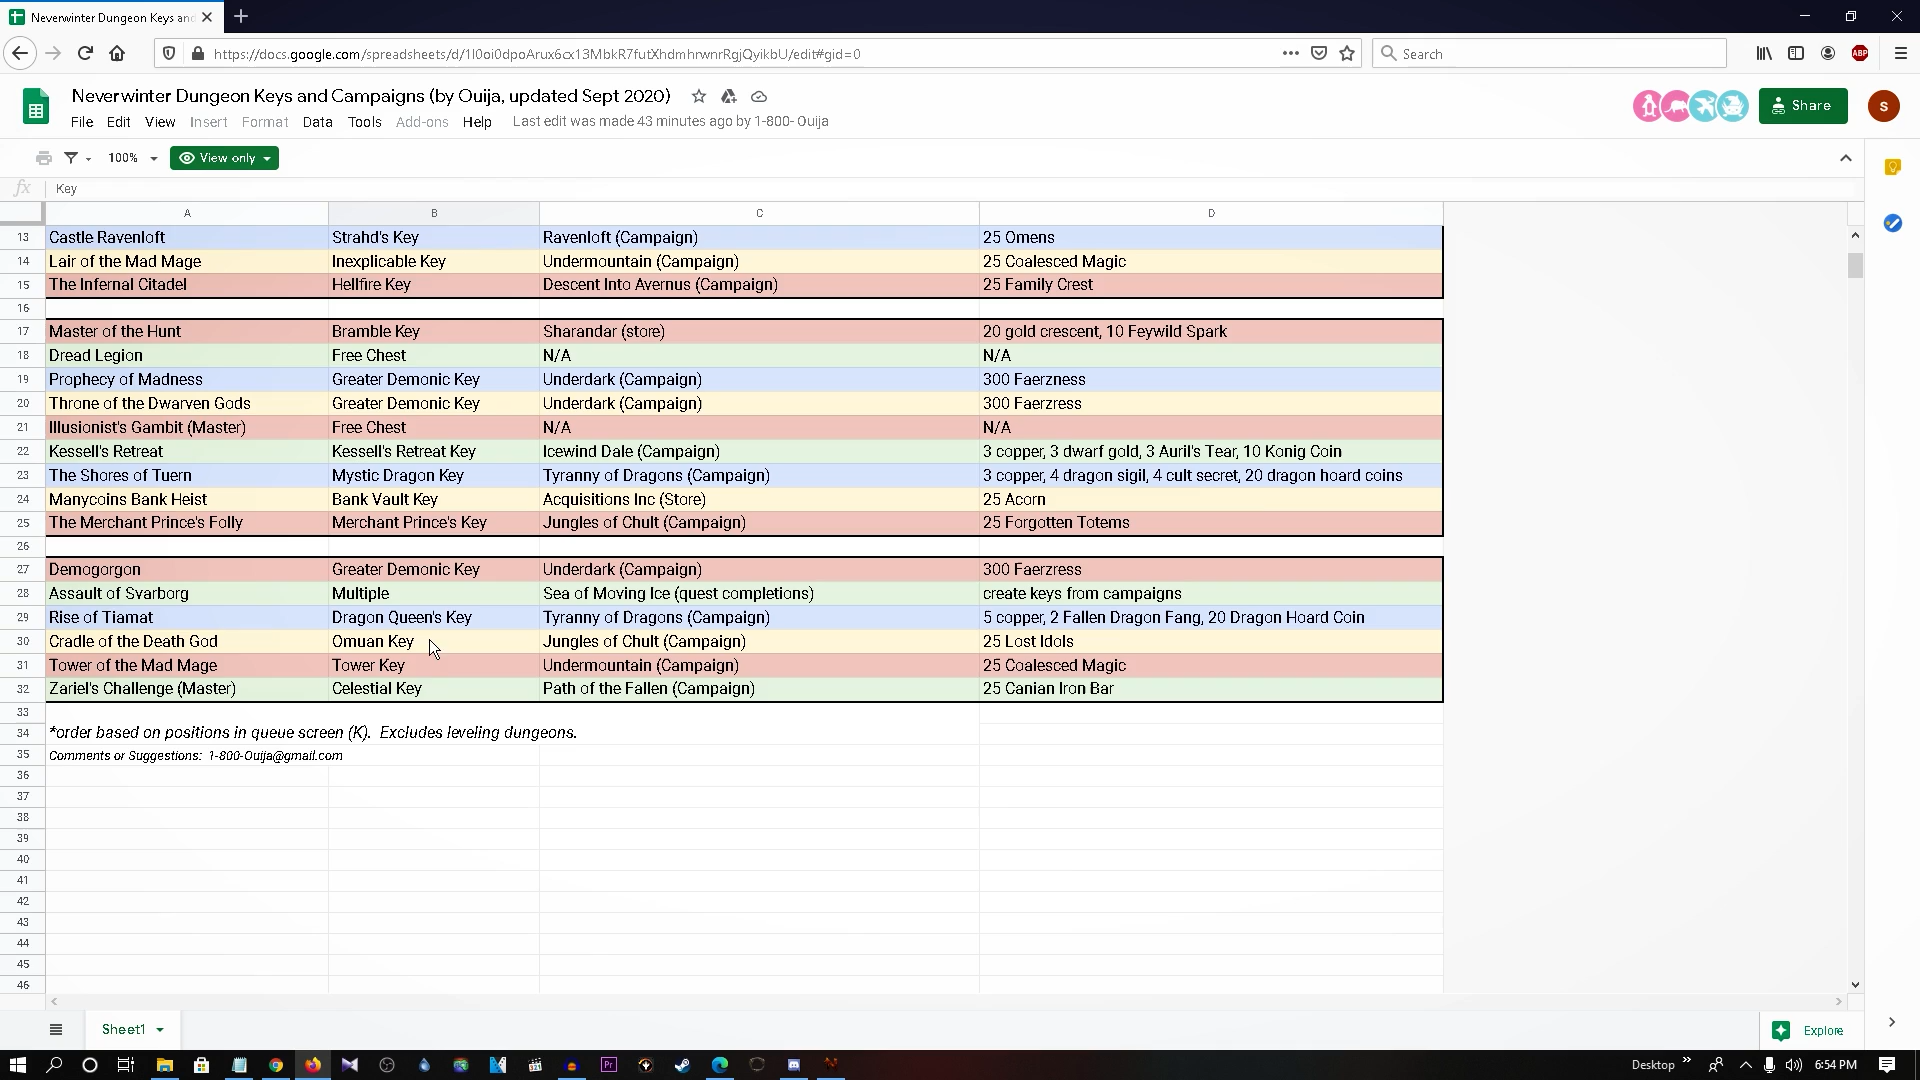 Neverwinter Dungeon Keys and
https://docs.google.com/spreadsheets/d/1I0oi0dpoArux6cx13MbkR7futXhdmhrwnrRgjQyikbU/edit#gid=0
Search
ABP
Neverwinter Dungeon Keys and Campaigns (by Ouija, updated Sept 2020)
Share
S
File Edit View Insert Format Data Tools Add-ons Help Last edit was made 43 minutes ago by 1-800- Ouija
100% View only
fx Key
A B C D
13 Castle Ravenloft Strahd's Key Ravenloft (Campaign) 25 Omens
14 Lair of the Mad Mage Inexplicable Key Undermountain (Campaign) 25 Coalesced Magic
15 The Infernal Citadel Hellfire Key Descent Into Avernus (Campaign) 25 Family Crest
16
17 Master of the Hunt Bramble Key Sharandar (store) 20 gold crescent, 10 Feywild Spark
18 Dread Legion Free Chest N/A N/A
19 Prophecy of Madness Greater Demonic Key Underdark (Campaign) 300 Faerzness
20 Throne of the Dwarven Gods Greater Demonic Key Underdark (Campaign) 300 Faerzress
21 Illusionist's Gambit (Master) Free Chest N/A N/A
22 Kessell's Retreat Kessell's Retreat Key Icewind Dale (Campaign) 3 copper, 3 dwarf gold, 3 Auril's Tear, 10 Konig Coin
23 The Shores of Tuern Mystic Dragon Key Tyranny of Dragons (Campaign) 3 copper, 4 dragon sigil, 4 cult secret, 20 dragon hoard coins
24 Manycoins Bank Heist Bank Vault Key Acquisitions Inc (Store) 25 Acorn
25 The Merchant Prince's Folly Merchant Prince's Key Jungles of Chult (Campaign) 25 Forgotten Totems
26
27 Demogorgon Greater Demonic Key Underdark (Campaign) 300 Faerzress
28 Assault of Svarborg Multiple Sea of Moving Ice (quest completions) create keys from campaigns
29 Rise of Tiamat Dragon Queen's Key Tyranny of Dragons (Campaign) 5 copper, 2 Fallen Dragon Fang, 20 Dragon Hoard Coin
30 Cradle of the Death God Omuan Key Jungles of Chult (Campaign) 25 Lost Idols
31 Tower of the Mad Mage Tower Key Undermountain (Campaign) 25 Coalesced Magic
32 Zariel's Challenge (Master) Celestial Key Path of the Fallen (Campaign) 25 Canian Iron Bar
33
34 *order based on positions in queue screen (K). Excludes leveling dungeons.
35 Comments or Suggestions: 1-800-Ouija@gmail.com
36
37
38
39
40
41
42
43
44
45
46
Sheet1
Explore
Pr
Desktop
6:54 PM